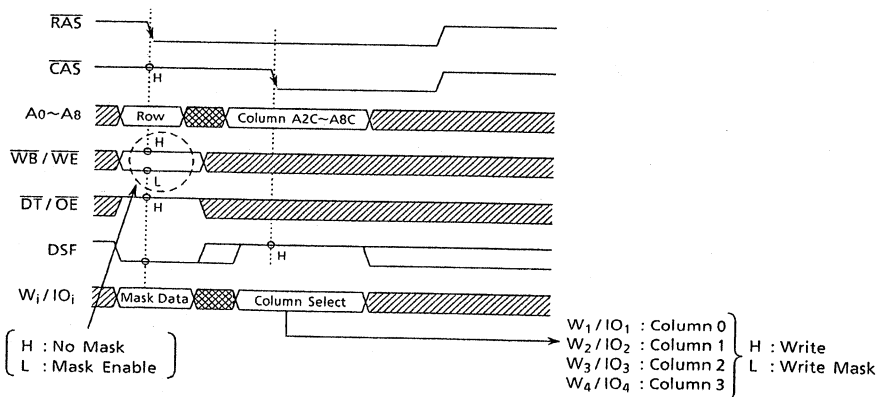 RAS
CAS
H
A0~A8
Row
Column A2C~A8C
WB / WE
H
L
DT / OE
H
DSF
H
Wi / IOi
Mask Data
Column Select
H : No Mask
L : Mask Enable
W1 / IO1 : Column 0
W2 / IO2 : Column 1
W3 / IO3 : Column 2
W4 / IO4 : Column 3
H : Write
L : Write Mask